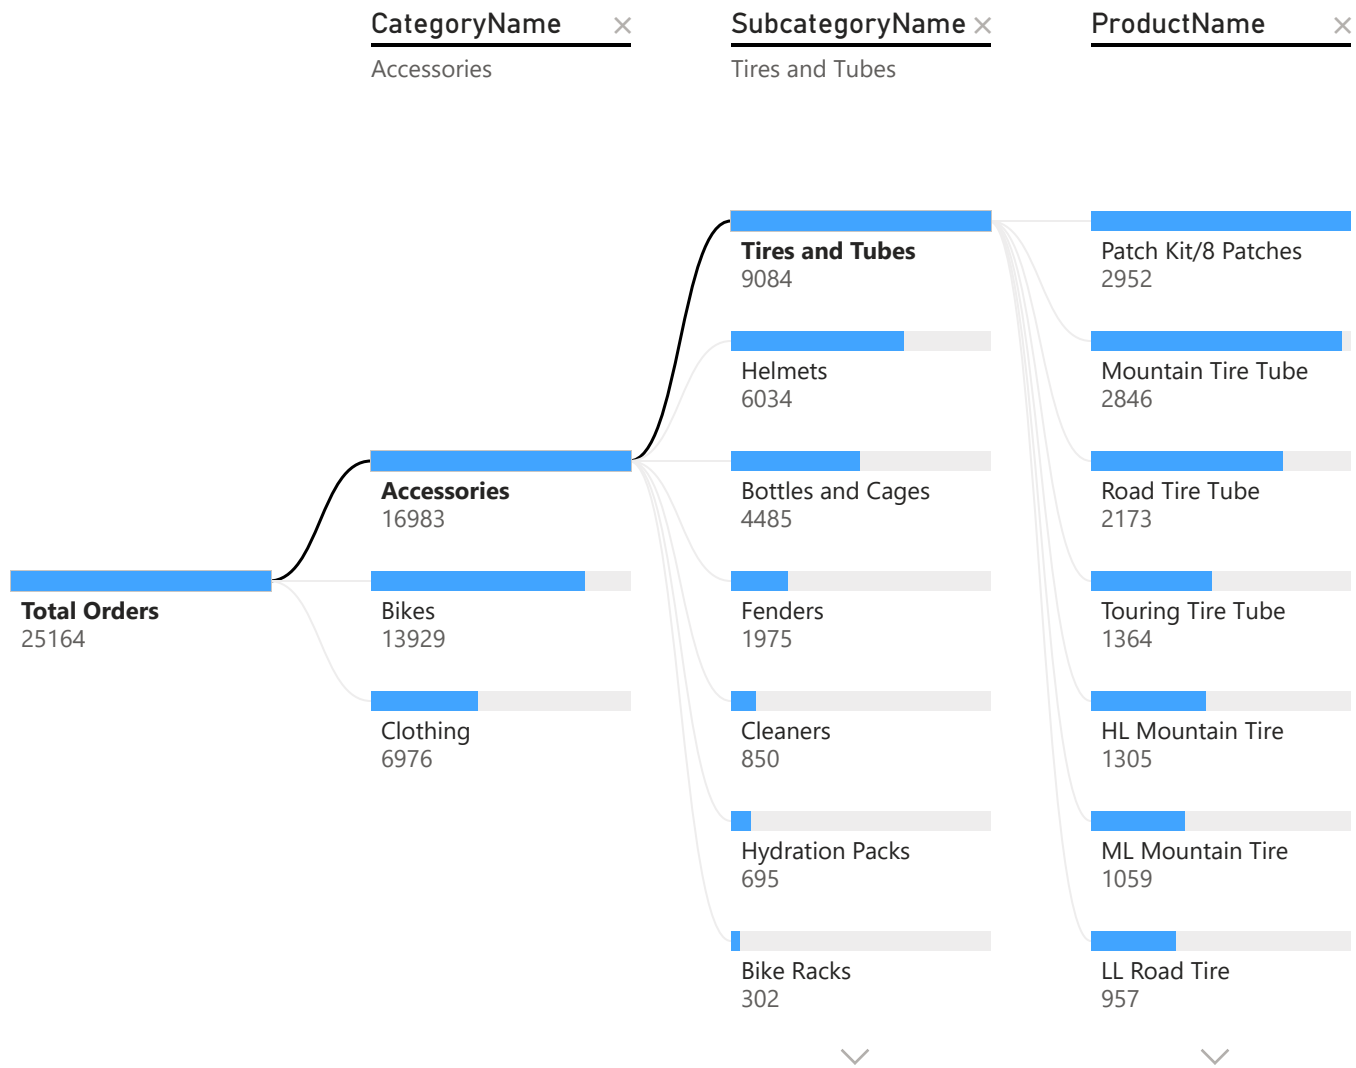 CategoryName
Accessories
SubcategoryName
Tires and Tubes
ProductName
Total Orders
25164
Accessories
16983
Bikes
13929
Clothing
6976
Tires and Tubes
9084
Helmets
6034
Bottles and Cages
4485
Fenders
1975
Cleaners
850
Hydration Packs
695
Bike Racks
302
Patch Kit/8 Patches
2952
Mountain Tire Tube
2846
Road Tire Tube
2173
Touring Tire Tube
1364
HL Mountain Tire
1305
ML Mountain Tire
1059
LL Road Tire
957